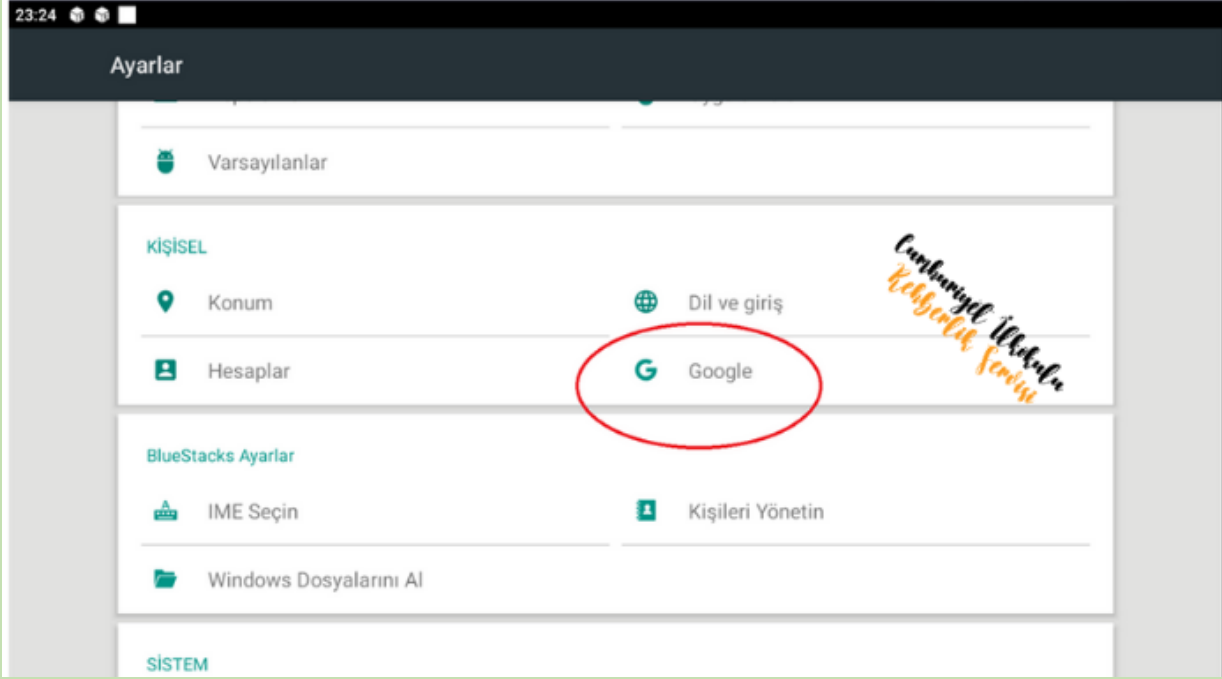 23:24
Ayarlar
Varsayılanlar
KİŞİSEL
Konum
Dil ve giriş
Hesaplar
Google
Cumhuriyet İlkokulu
Rehberlik Servisi
BlueStacks Ayarlar
IME Seçin
Kişileri Yönetin
Windows Dosyalarını Al
SİSTEM